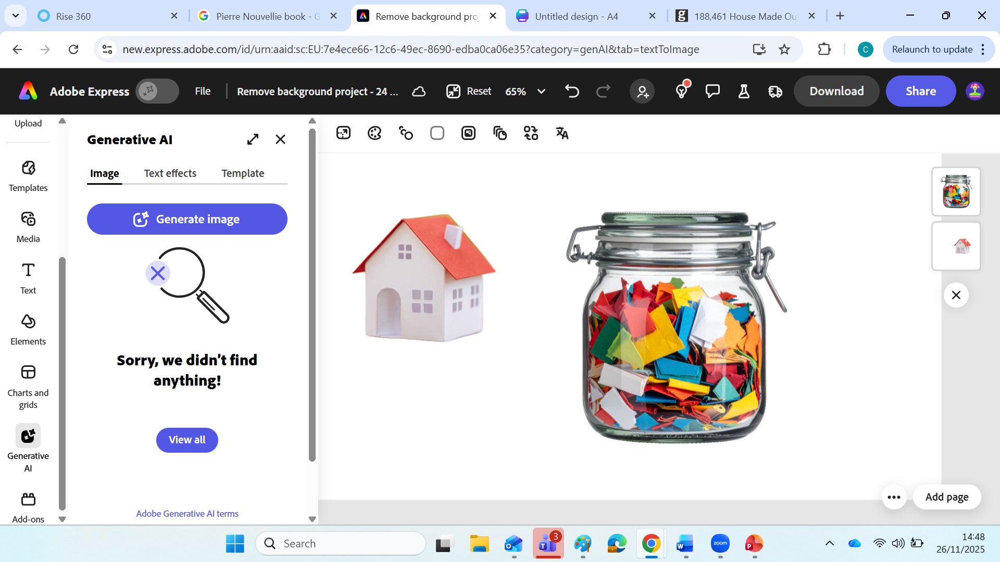 Rise 360
Pierre Nouvellie book - G
Remove background proj
Untitled design - A4
188,461 House Made Out
new.express.adobe.com/id/urn:aaid:sc:EU:7e4ece66-12c6-49ec-8690-edba0ca06e35?category=genAI&tab=textToImage
C
Relaunch to update
Adobe Express
File
Remove background project - 24 ...
Reset
65%
Download
Share
Upload
Templates
Media
Text
Elements
Charts and
grids
Generative
AI
Add-ons
Generative AI
Image
Text effects
Template
Generate image
Sorry, we didn't find
anything!
View all
Adobe Generative AI terms
Add page
Search
3
zoom
14:48
26/11/2025